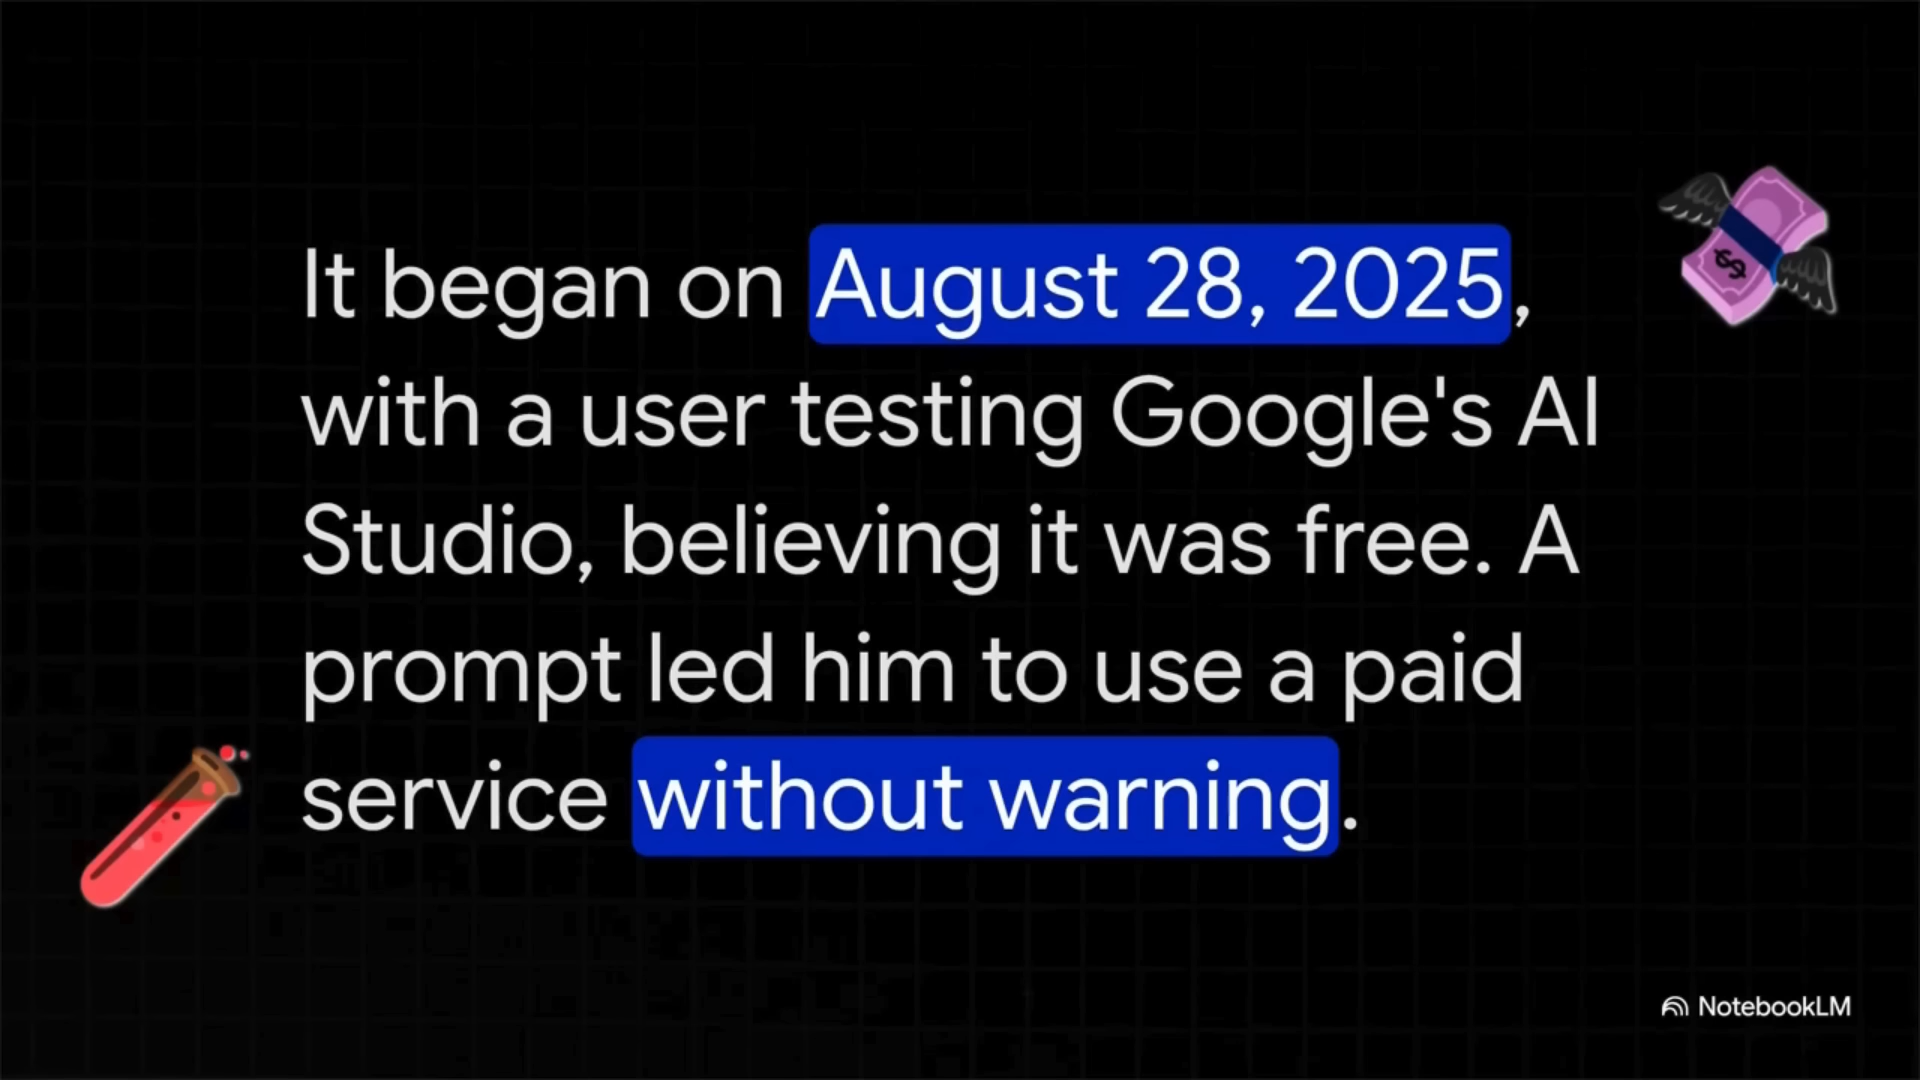 It began on August 28, 2025,
with a user testing Google's AI
Studio, believing it was free. A
prompt led him to use a paid
service without warning.
$
NotebookLM